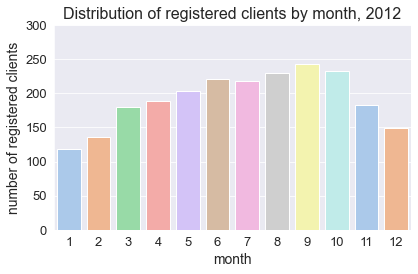 Distribution of registered clients by month, 2012
number of registered clients
300
250
200
150
100
50
0
1 2 3 4 5 6 7 8 9 10 11 12
month